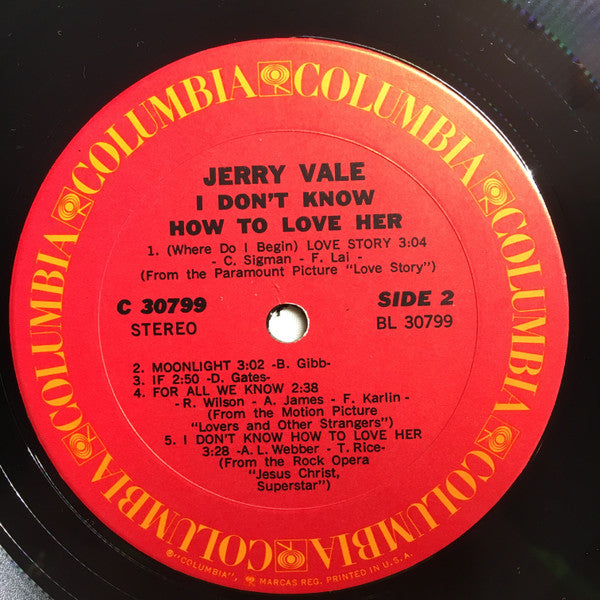 COLUMBIA COLUMBIA COLUMBIA COLUMBIA COLUMBIA COLUMBIA
JERRY VALE
I DON'T KNOW
HOW TO LOVE HER
1. (Where Do I Begin) LOVE STORY 3:04
- C. Sigman - F. Lai -
(From the Paramount Picture "Love Story")
C 30799 SIDE 2
STEREO BL 30799
2. MOONLIGHT 3:02 -B. Gibb-
3. IF 2:50 -D. Gates-
4. FOR ALL WE KNOW 2:38
- R. Wilson - A. James - F. Karlin -
(From the Motion Picture
"Lovers and Other Strangers")
5. I DON'T KNOW HOW TO LOVE HER
3:28 -A.L. Webber - T. Rice-
(From the Rock Opera
"Jesus Christ,
Superstar")
®"COLUMBIA", MARCAS REG. PRINTED IN U.S.A.